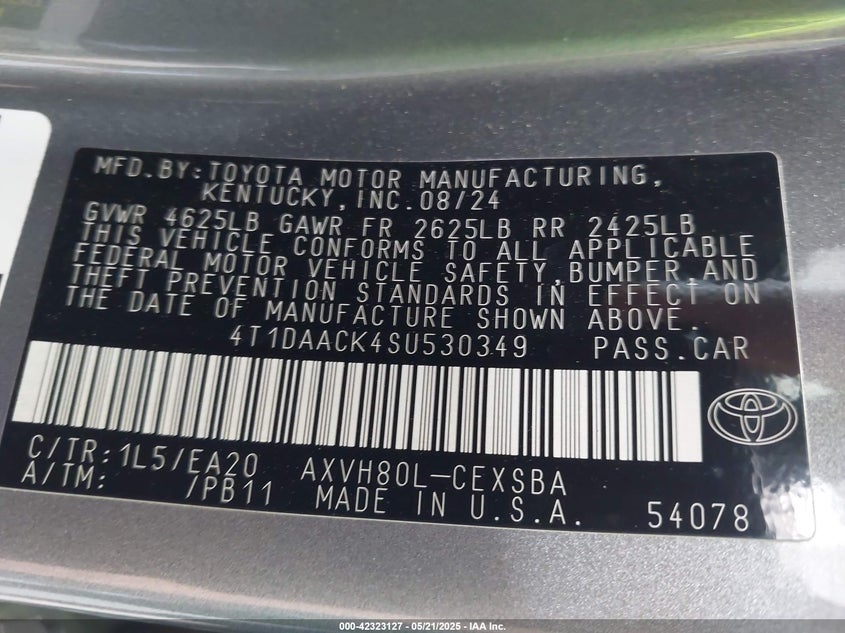 MFD.BY:TOYOTA MOTOR MANUFACTURING,
KENTUCKY,INC.08/24
GVWR 4625LB GAWR FR 2625LB RR 2425LB
THIS VEHICLE CONFORMS TO ALL APPLICABLE
FEDERAL MOTOR VEHICLE SAFETY,BUMPER AND
THEFT PREVENTION STANDARDS IN EFFECT ON
THE DATE OF MANUFACTURE SHOWN ABOVE.
4T1DAACK4SU530349 PASS.CAR
C/TR:1L5/EA20 AXVH80L-CEXSBA
A/TM: /PB11 MADE IN U.S.A. 54078
000-42323127 - 05/21/2025 - IAA Inc.